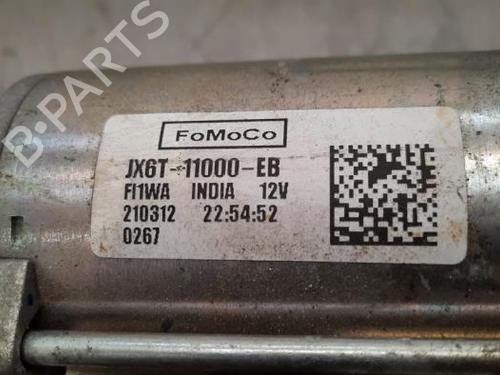 FoMoCo
JX6T-11000-EB
FI1WA INDIA 12V
210312 22:54:52
0267
B-PARTS